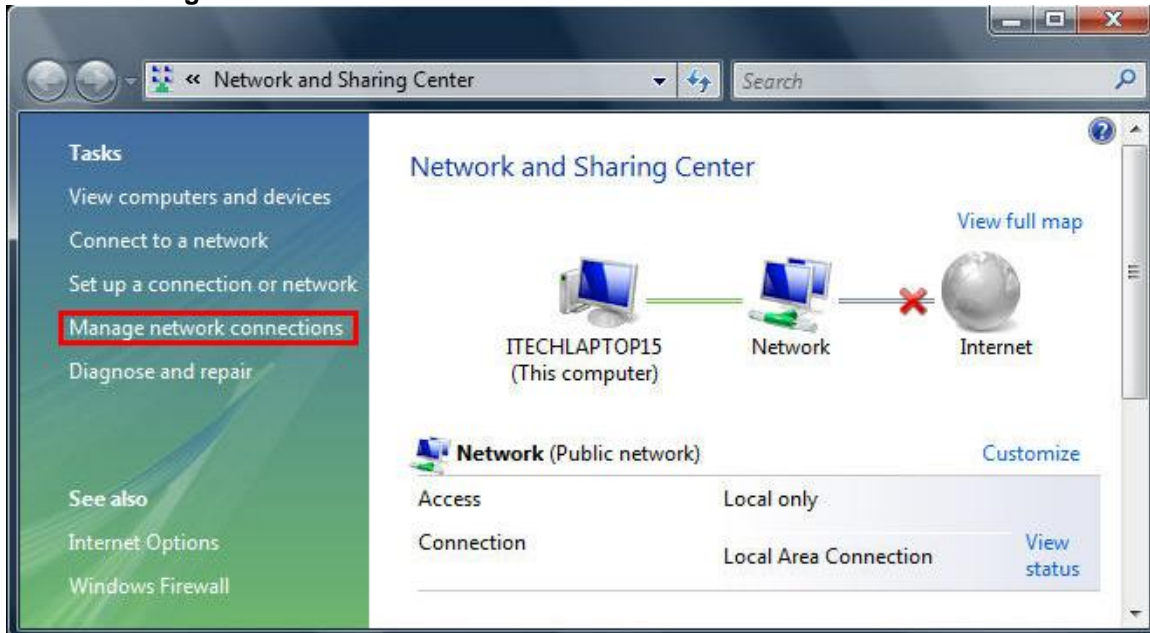 « Network and Sharing Center
Search
Tasks
View computers and devices
Connect to a network
Set up a connection or network
Manage network connections
Diagnose and repair
See also
Internet Options
Windows Firewall
Network and Sharing Center
View full map
ITECHLAPTOP15
(This computer)
Network
Internet
Network (Public network)
Customize
Access
Local only
Connection
Local Area Connection
View
status